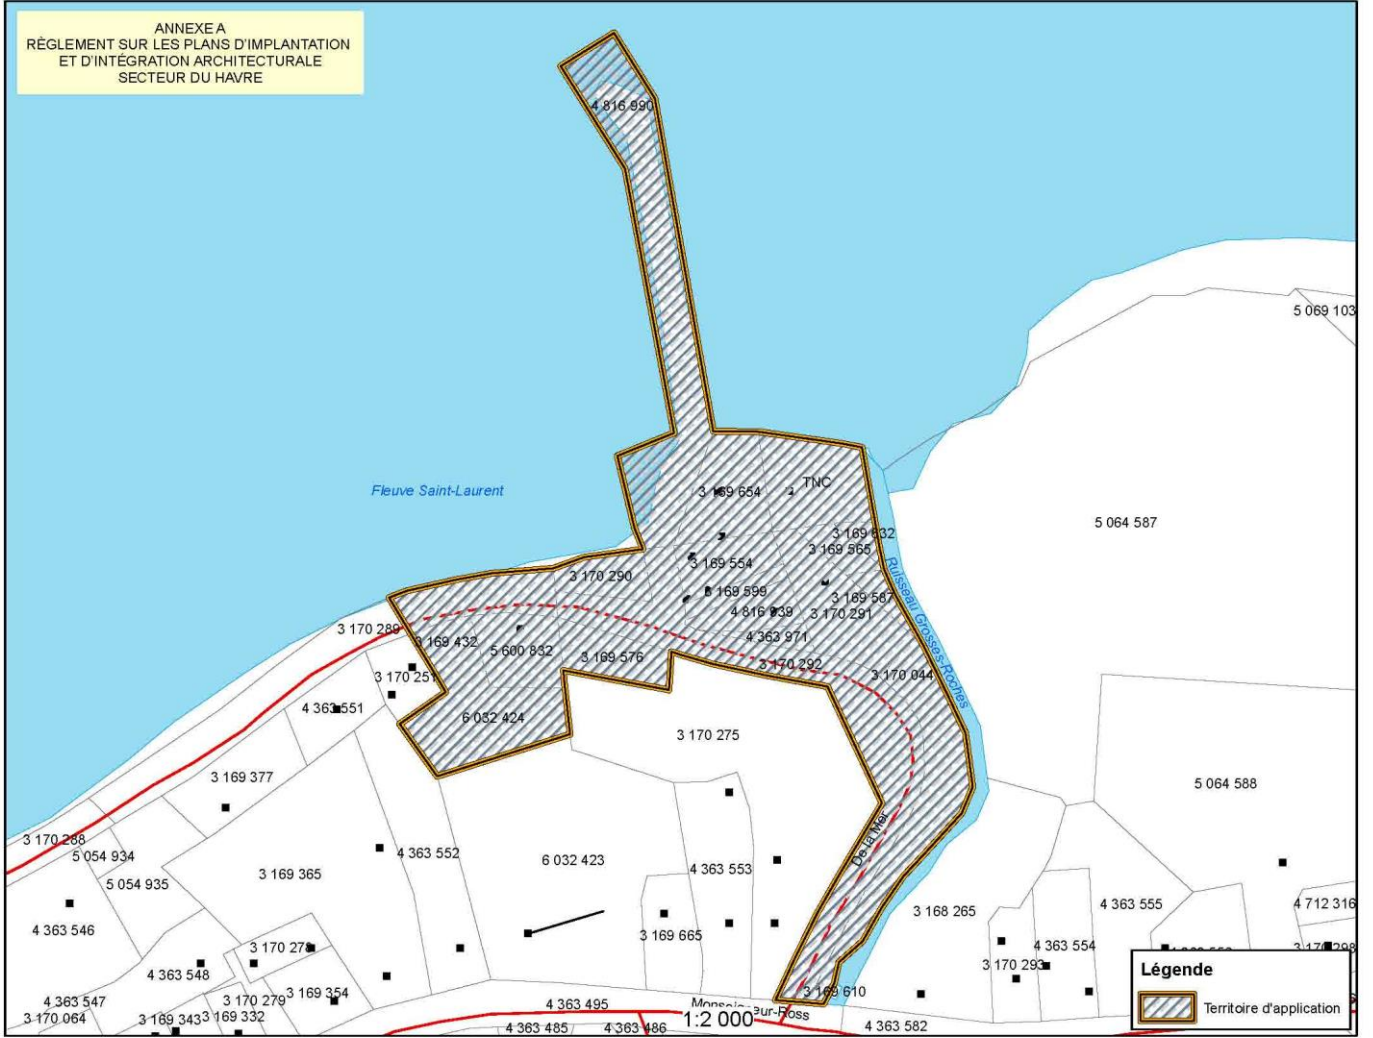 ANNEXE A
RÈGLEMENT SUR LES PLANS D'IMPLANTATION
ET D'INTÉGRATION ARCHITECTURALE
SECTEUR DU HAVRE
4 816 990
5 069 103
Fleuve Saint-Laurent
3 169 654
TNC
5 064 587
3 169 632
3 169 565
3 169 554
3 170 290
3 169 599
3 169 587
4 816 939
3 170 291
Ruisseau Grosses-Roches
3 170 289
3 169 432
4 363 971
5 600 832
3 169 576
3 170 292
3 170 251
3 170 044
4 363 551
6 032 424
3 170 275
3 169 377
5 064 588
3 170 288
De la Mer
5 054 934
4 363 552
6 032 423
4 363 553
3 169 365
5 054 935
4 363 546
3 168 265
4 363 555
4 712 316
3 169 665
4 363 554
3 170 278
3 170 298
4 363 548
3 170 293
3 169 610
3 169 354
4 363 547
3 170 279
4 363 495
3 170 064
3 169 343
3 169 332
4 363 485
4 363 486
1:2 000
4 363 582
Légende
Territoire d'application